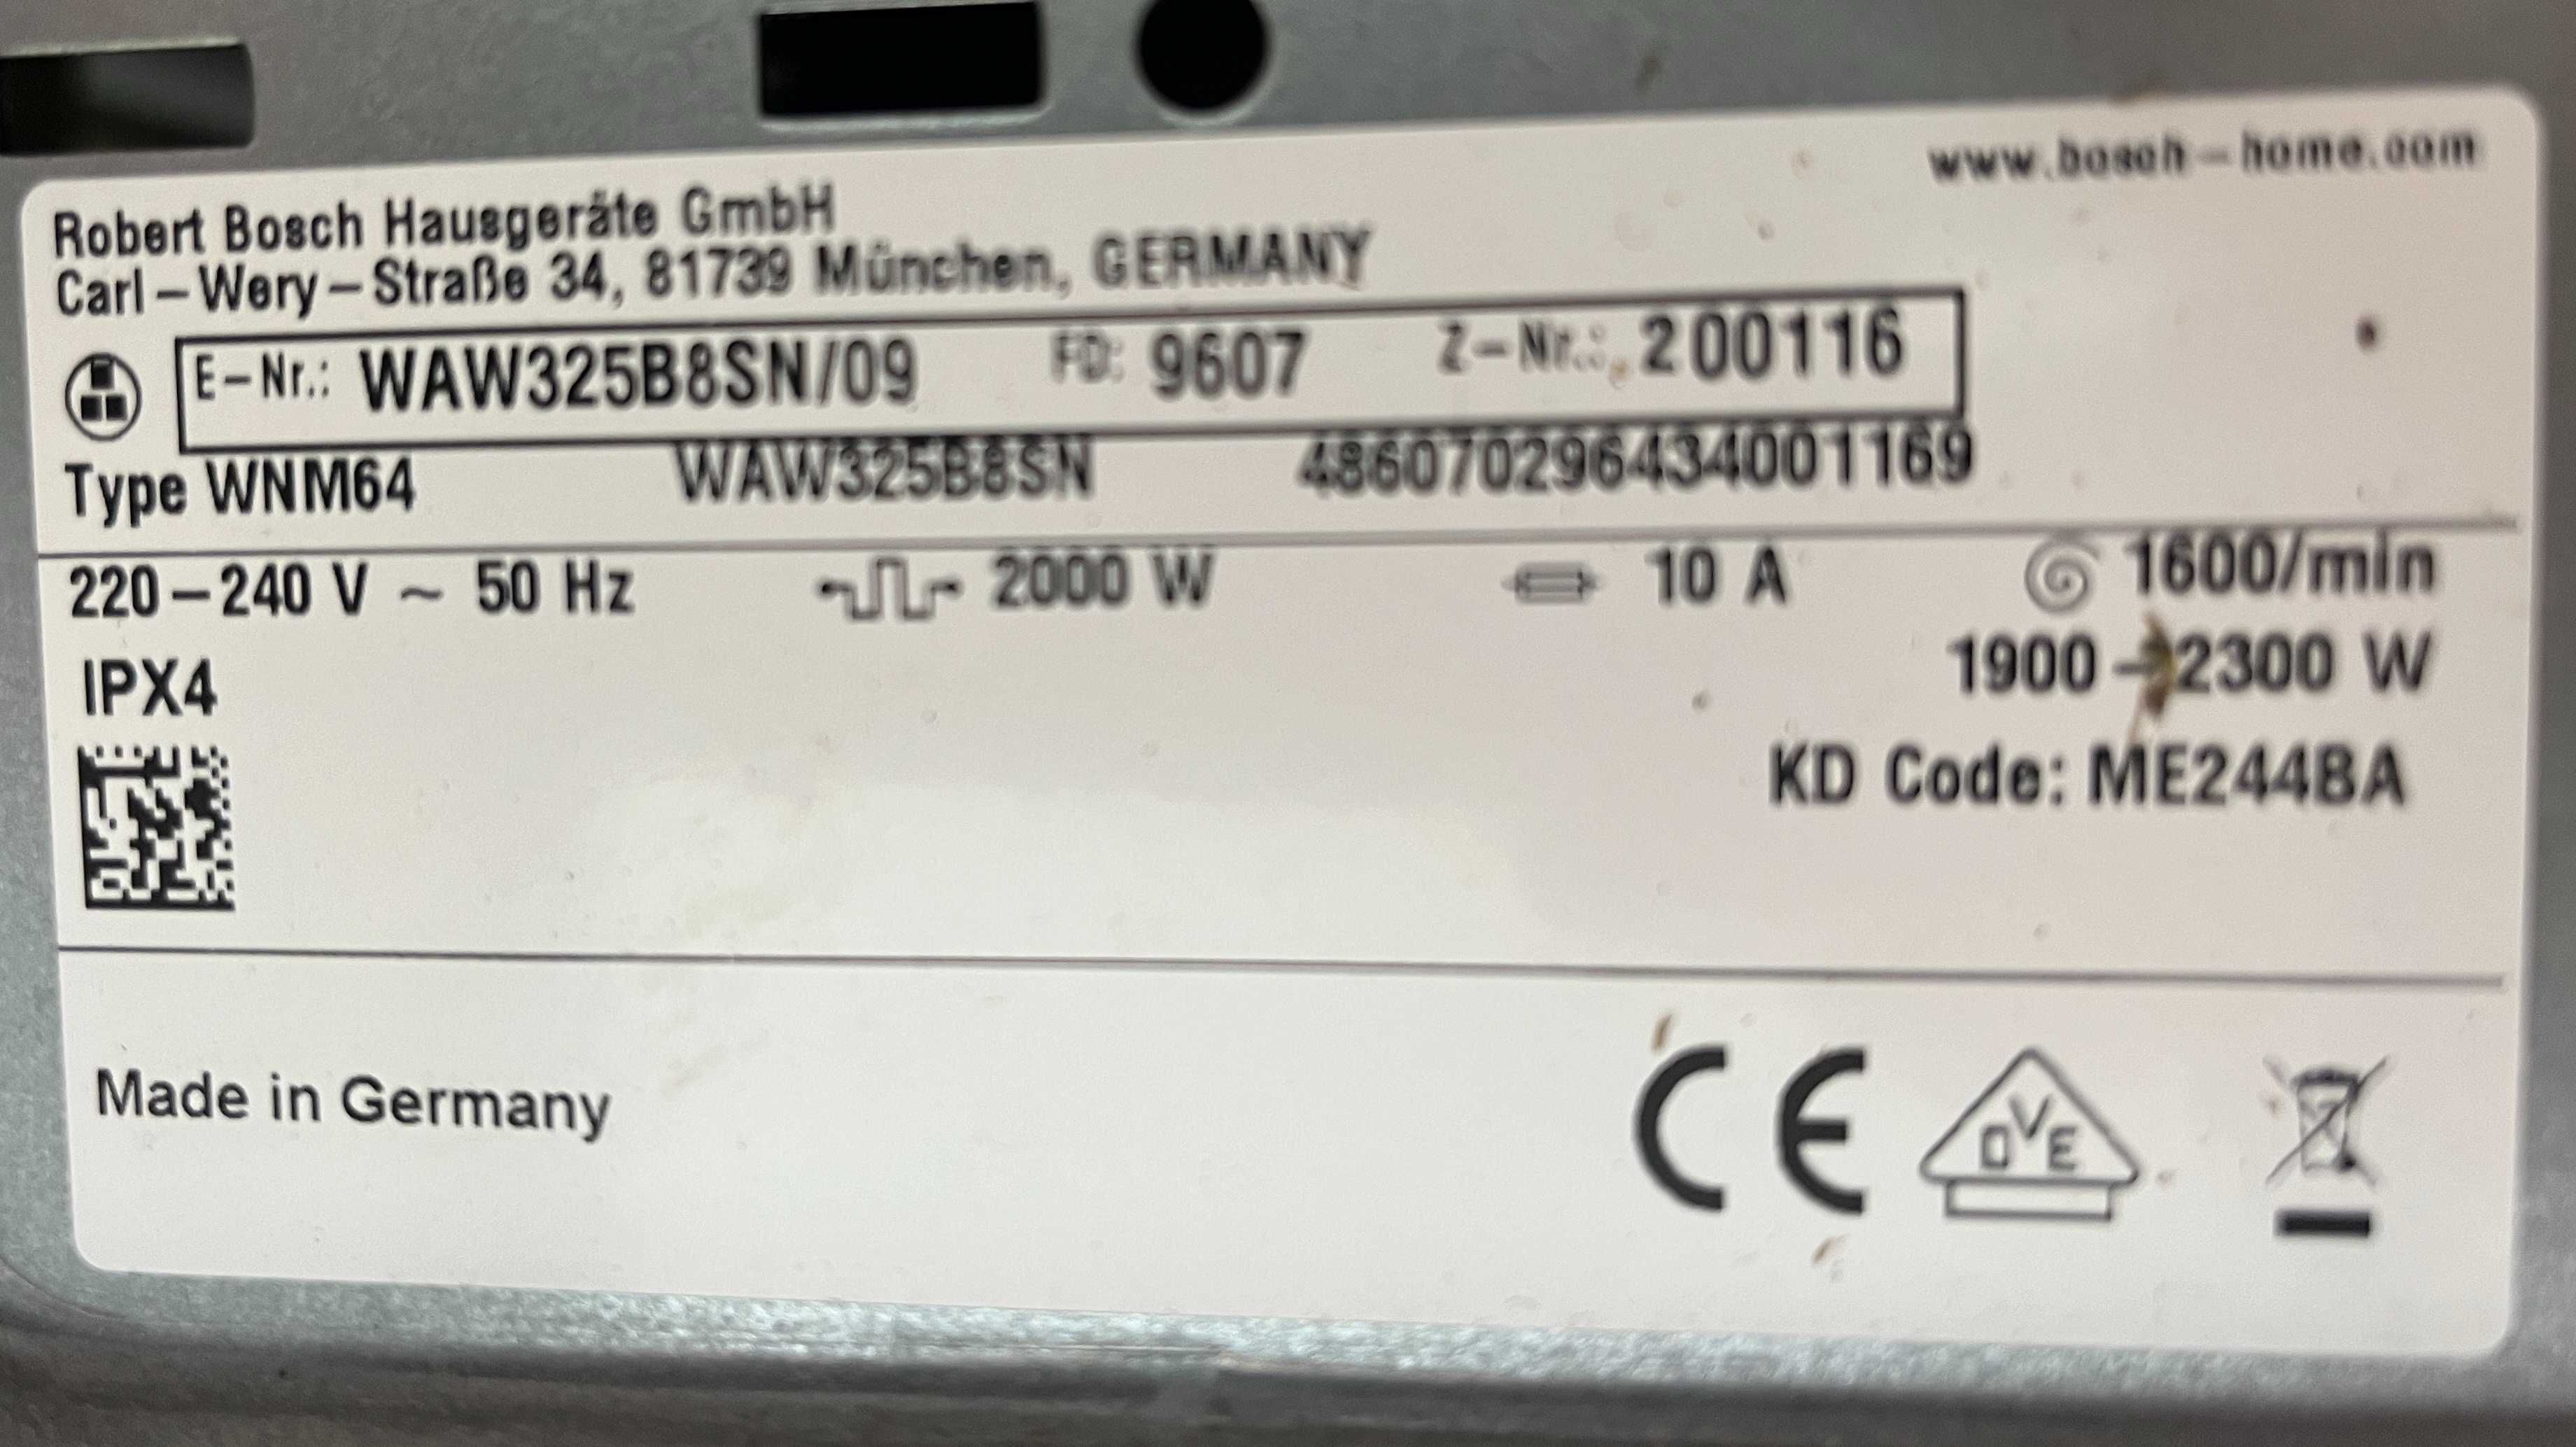 www.bosch-home.com
Robert Bosch Hausgeräte GmbH
Carl-Wery-Straße 34, 81739 München, GERMANY
E-Nr.: WAW325B8SN/09 FD: 9607 Z-Nr.: 200116
Type WNM64 WAW325B8SN 486070296434001169
220-240 V ~ 50 Hz 2000 W 10 A 1600/min
IPX4 1900-2300 W
KD Code: ME244BA
Made in Germany CE DVE